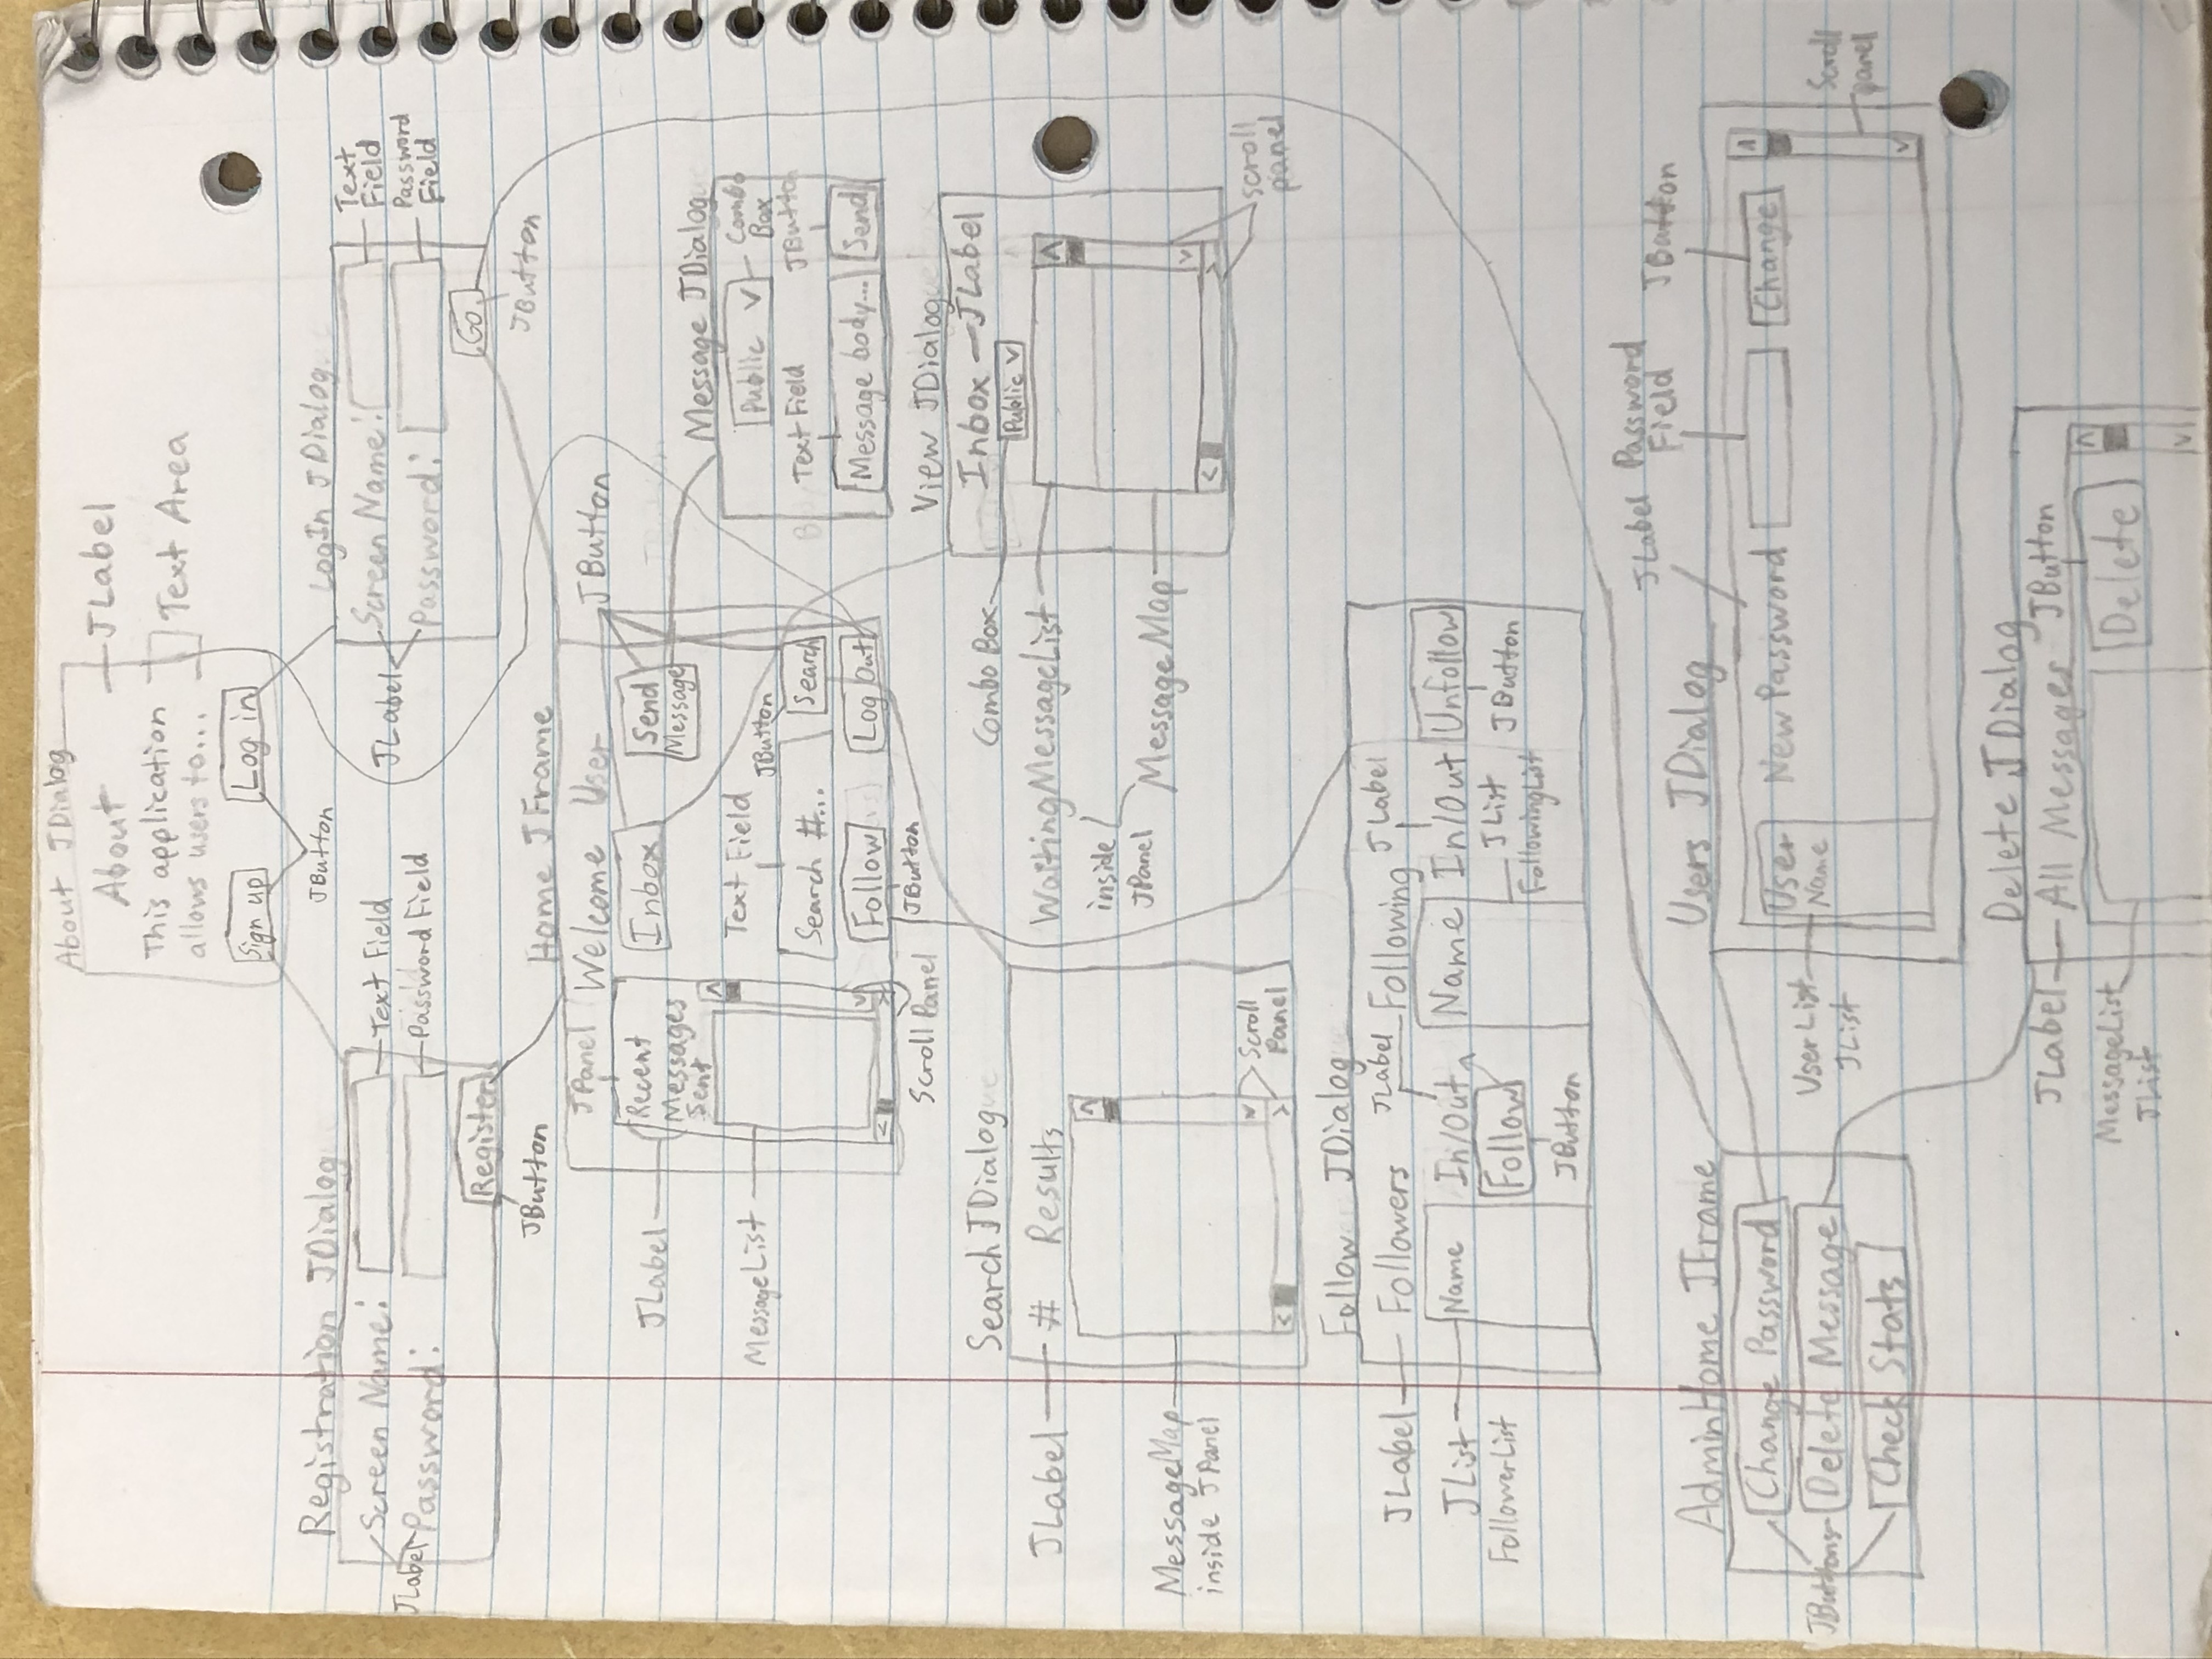 About JDialog
About
JLabel
This application
allows users to...
Text Area
Sign up
Log in
JButton
Registration JDialog
Screen Name:
Text Field
JLabel
Password:
Password Field
Register
JButton
LogIn JDialog
Screen Name:
Text
Field
JLabel
Password:
Password
Field
Go
JButton
Home JFrame
JPanel
Welcome User
JButton
JLabel
Recent
Messages
Sent
Inbox
Send
Message
MessageList
Text Field
JButton
Search #...
Search
Follow
Log Out
JButton
Scroll Panel
Message JDialog
Public V
Combo
Box
Text Field
JButton
Message body...
Send
View JDialog
Inbox
JLabel
Combo Box
Public V
WaitingMessageList
inside
JPanel
MessageMap
scroll
panel
Search JDialog
JLabel
# Results
MessageMap
inside JPanel
Scroll
Panel
Follow JDialog
JLabel
Followers
JLabel
Following
JLabel
JList
FollowerList
Name
In/Out
Follow
JButton
Name
In/Out
Unfollow
JList
FollowingList
JButton
AdminHome JFrame
Change Password
JButtons
Delete Message
Check Stats
Users JDialog
JLabel
Password
Field
JButton
User
Name
New Password
Change
UserList
JList
Scroll
panel
Delete JDialog
JLabel
All Messages
JButton
MessageList
JList
Delete